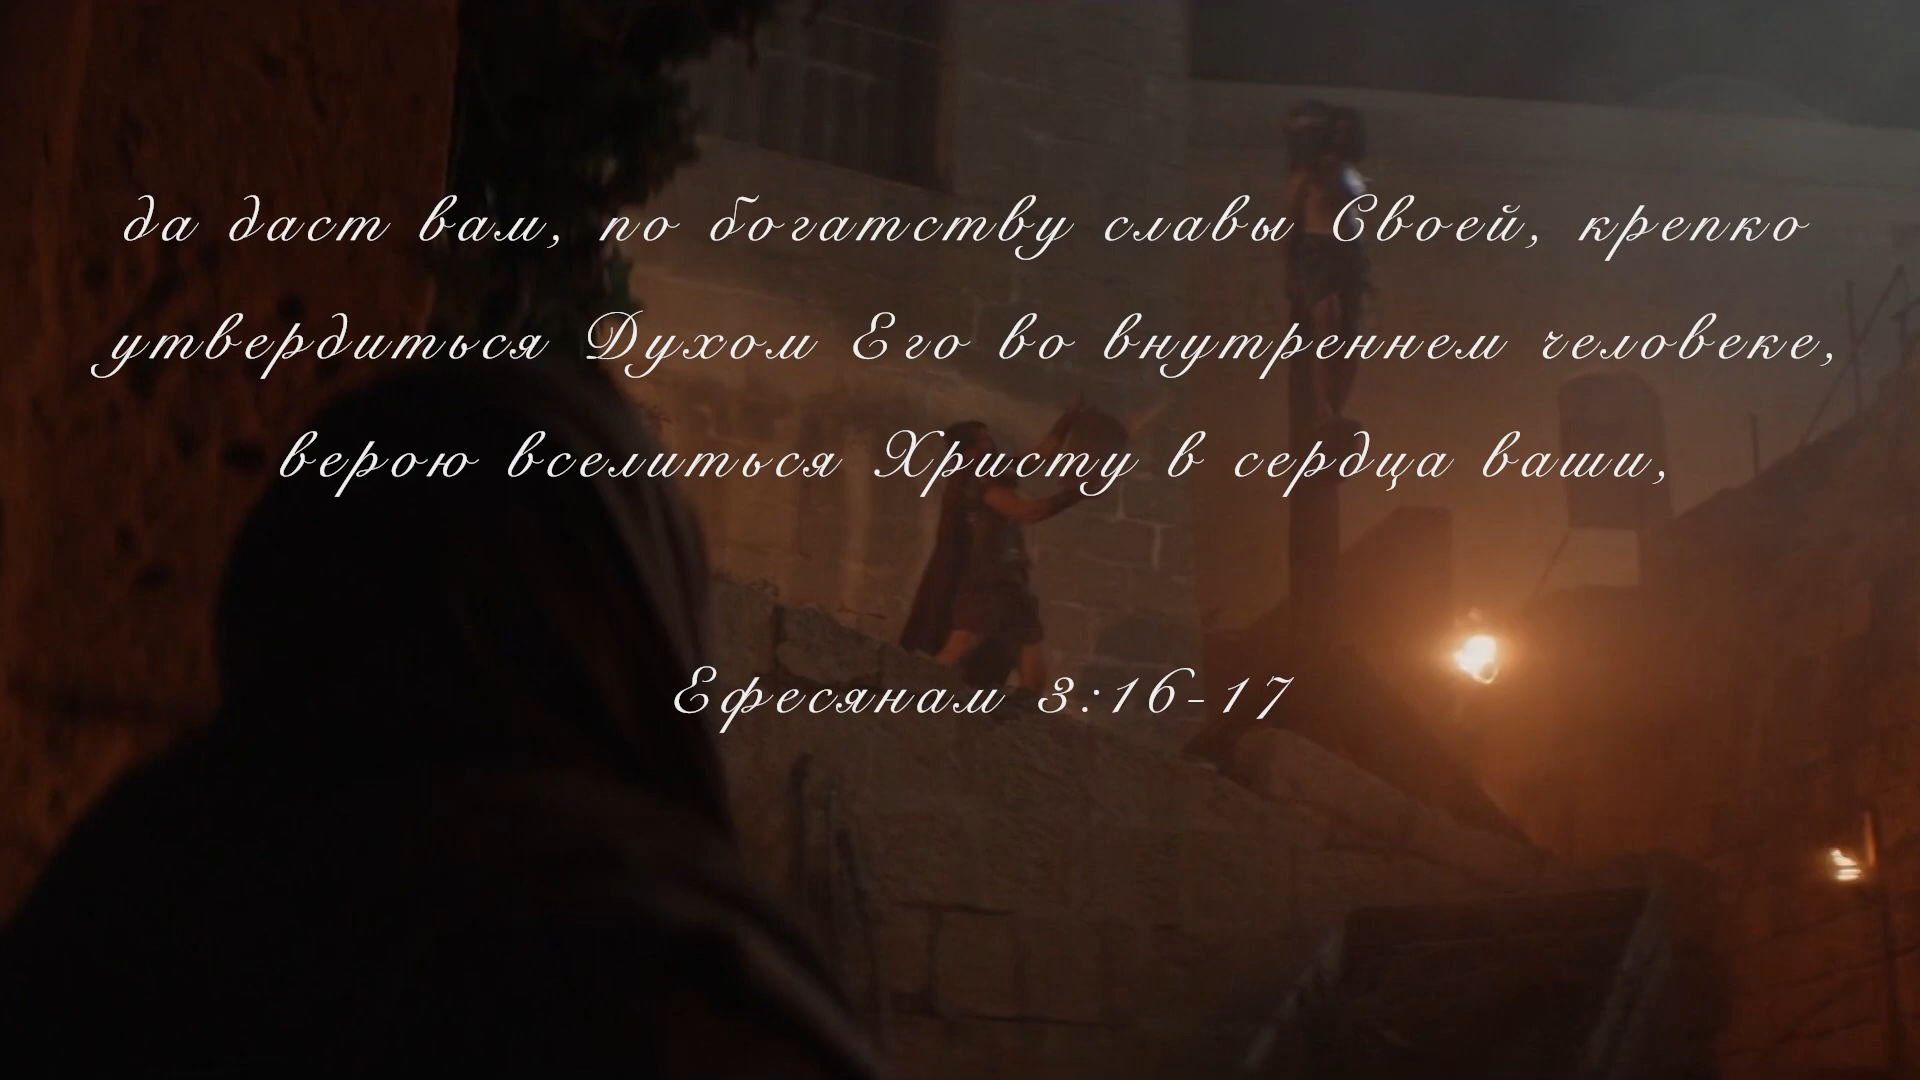 да даст вам, по богатству славы Своей, крепко
утвердиться Духом Его во внутреннем человеке,
верою вселиться Христу в сердца ваши,
Ефесянам 3:16-17